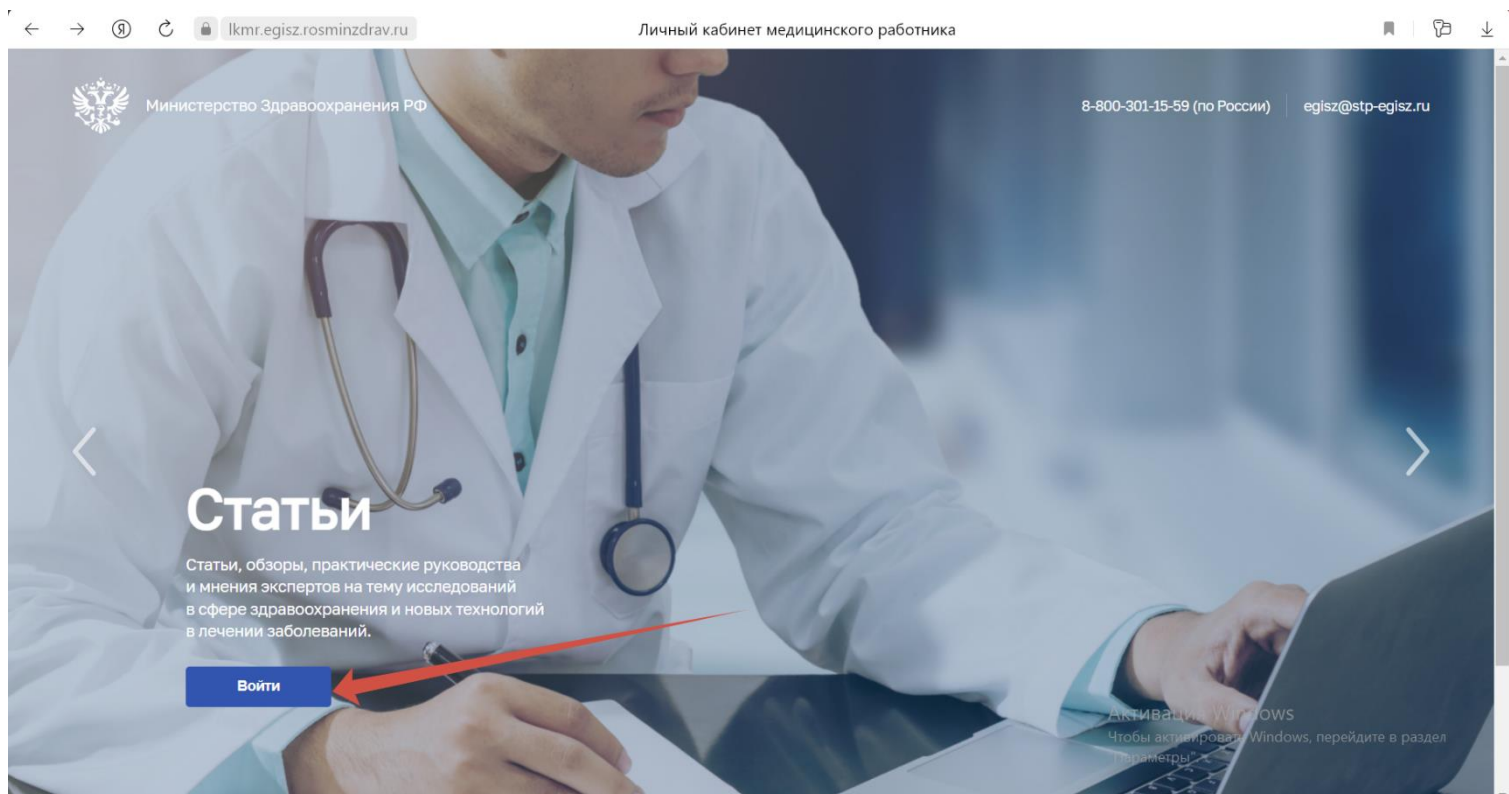 lkmr.egisz.rosminzdrav.ru
Личный кабинет медицинского работника
Министерство Здравоохранения РФ
8-800-301-15-59 (по России)
egisz@stp-egisz.ru
Статьи
Статьи, обзоры, практические руководства
и мнения экспертов на тему исследований
в сфере здравоохранения и новых технологий
в лечении заболеваний.
Войти
Активация Windows
Чтобы активировать Windows, перейдите в раздел
"Параметры".